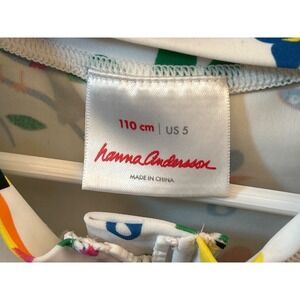 110 cm | US 5
hanna andersson
MADE IN CHINA